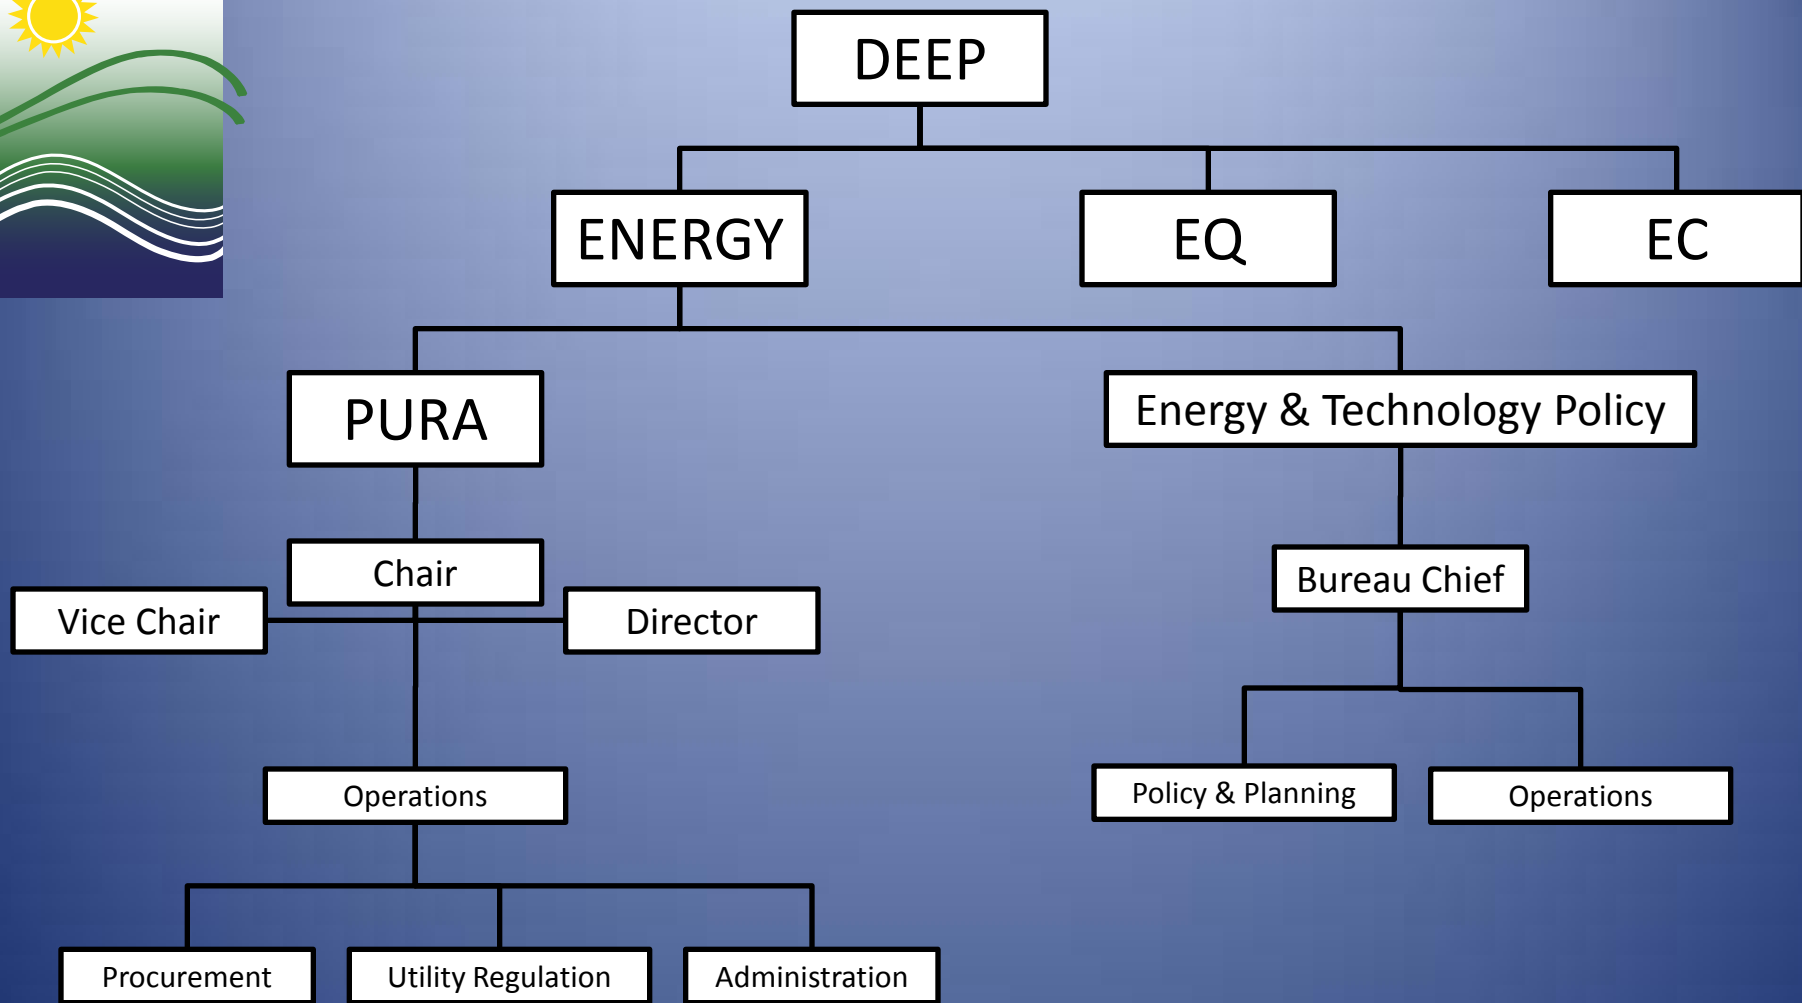 DEEP
ENERGY
EQ
EC
PURA
Energy & Technology Policy
Chair
Bureau Chief
Vice Chair
Director
Operations
Policy & Planning
Operations
Procurement
Utility Regulation
Administration